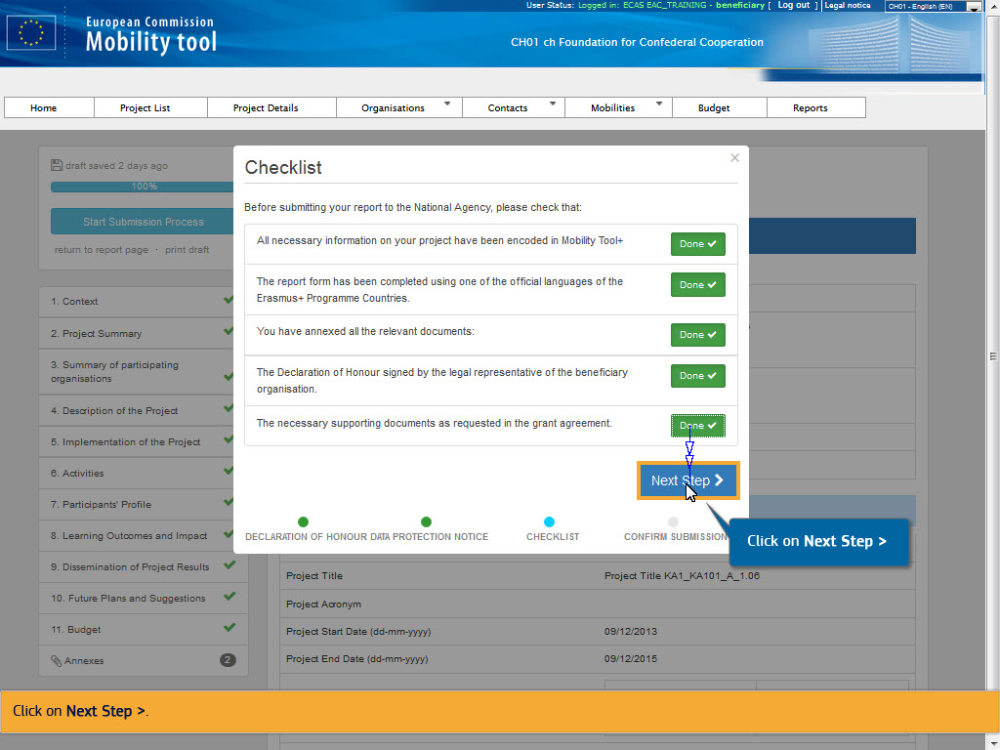 User Status: Logged in: ECAS EAC_TRAINING - beneficiary [ Log out ] Legal notice CH01 - English (EN)
European Commission
Mobility tool
CH01 ch Foundation for Confederal Cooperation
Home Project List Project Details Organisations Contacts Mobilities Budget Reports
draft saved 2 days ago
100%
Start Submission Process
return to report page · print draft
1. Context
2. Project Summary
3. Summary of participating
organisations
4. Description of the Project
5. Implementation of the Project
6. Activities
7. Participants' Profile
8. Learning Outcomes and Impact
9. Dissemination of Project Results
10. Future Plans and Suggestions
11. Budget
Annexes 2
Checklist ×
Before submitting your report to the National Agency, please check that:
All necessary information on your project have been encoded in Mobility Tool+ Done
The report form has been completed using one of the official languages of the
Erasmus+ Programme Countries. Done
You have annexed all the relevant documents: Done
The Declaration of Honour signed by the legal representative of the beneficiary
organisation. Done
The necessary supporting documents as requested in the grant agreement. Done
Next Step
DECLARATION OF HONOUR DATA PROTECTION NOTICE CHECKLIST CONFIRM SUBMISSION
Click on Next Step >
Project Title Project Title KA1_KA101_A_1.06
Project Acronym
Project Start Date (dd-mm-yyyy) 09/12/2013
Project End Date (dd-mm-yyyy) 09/12/2015
Click on Next Step >.